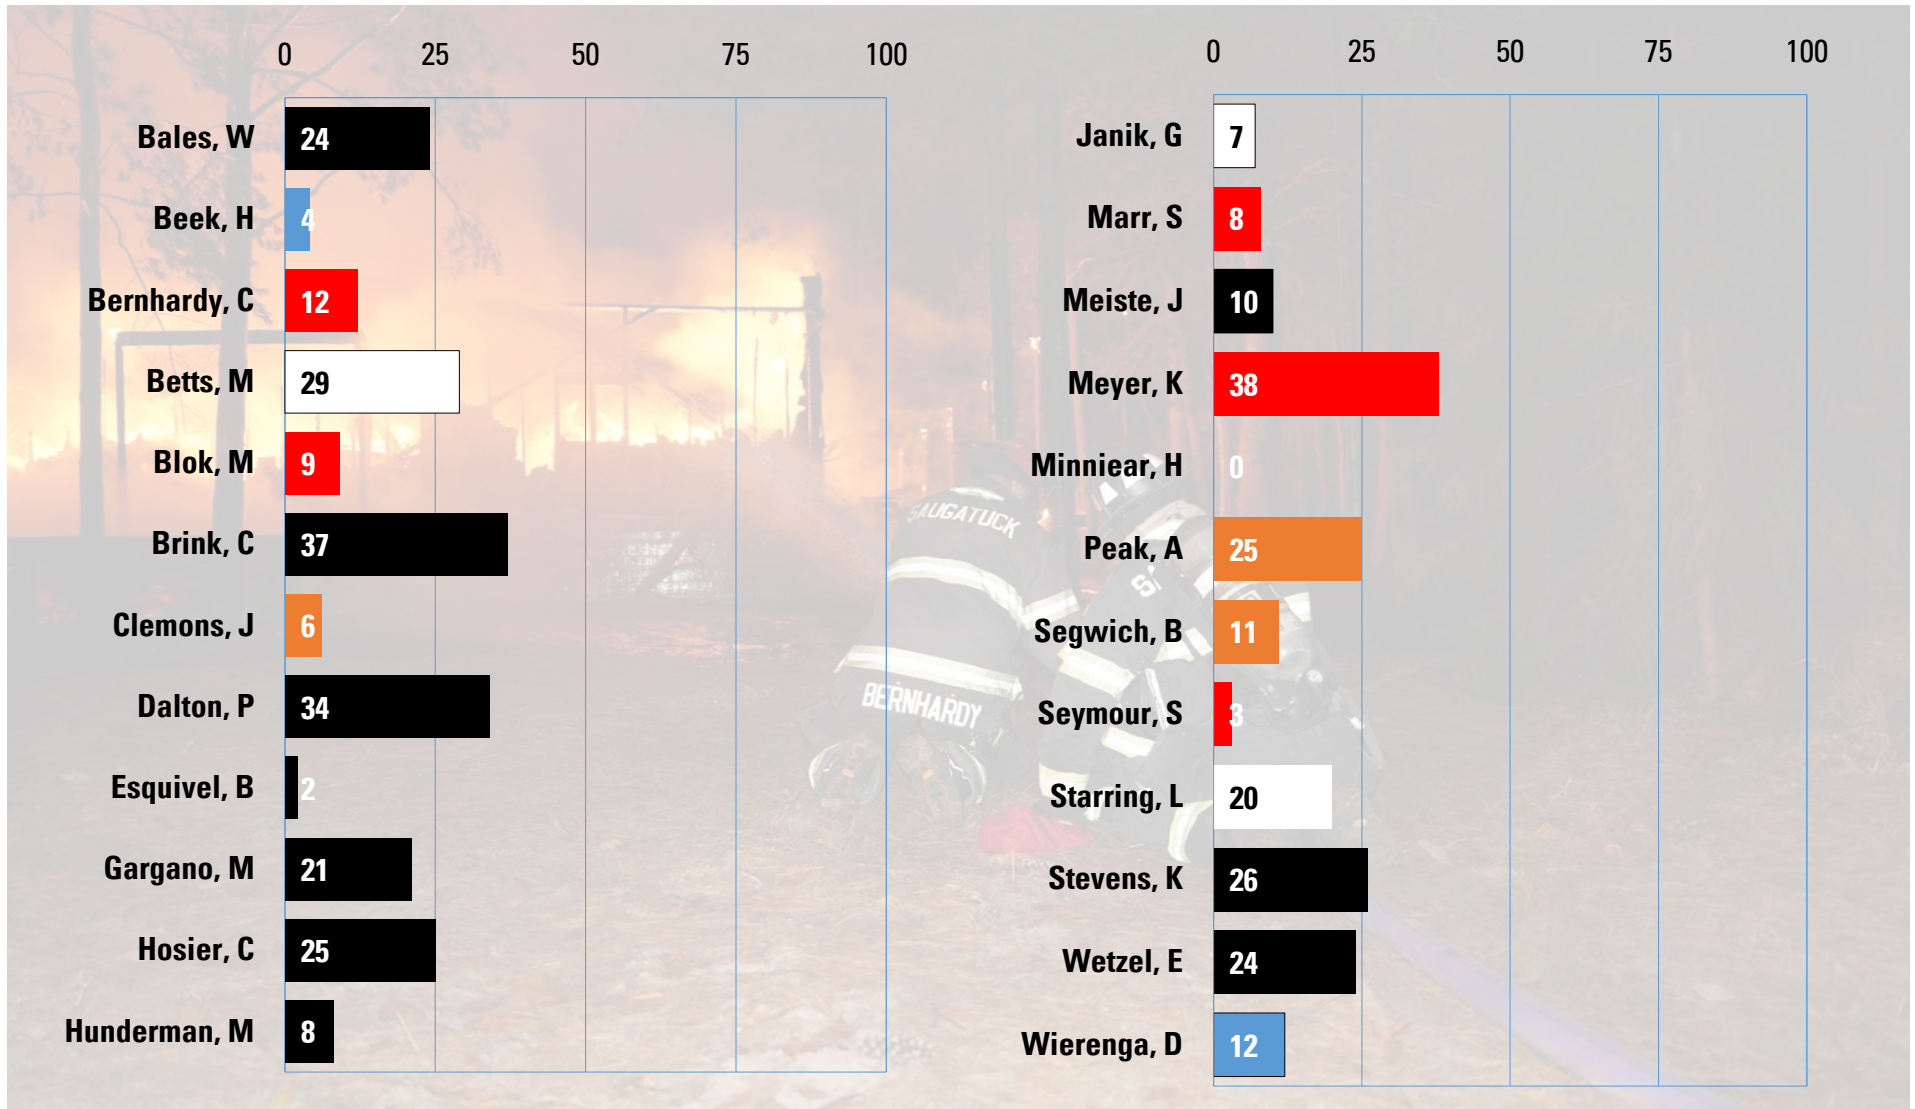 0 25 50 75 100
Bales, W 24
Beek, H 4
Bernhardy, C 12
Betts, M 29
Blok, M 9
Brink, C 37
Clemons, J 6
Dalton, P 34
Esquivel, B 2
Gargano, M 21
Hosier, C 25
Hunderman, M 8
0 25 50 75 100
Janik, G 7
Marr, S 8
Meiste, J 10
Meyer, K 38
Minniear, H 0
Peak, A 25
Segwich, B 11
Seymour, S 3
Starring, L 20
Stevens, K 26
Wetzel, E 24
Wierenga, D 12
SAUGATUCK
BERNHARDY